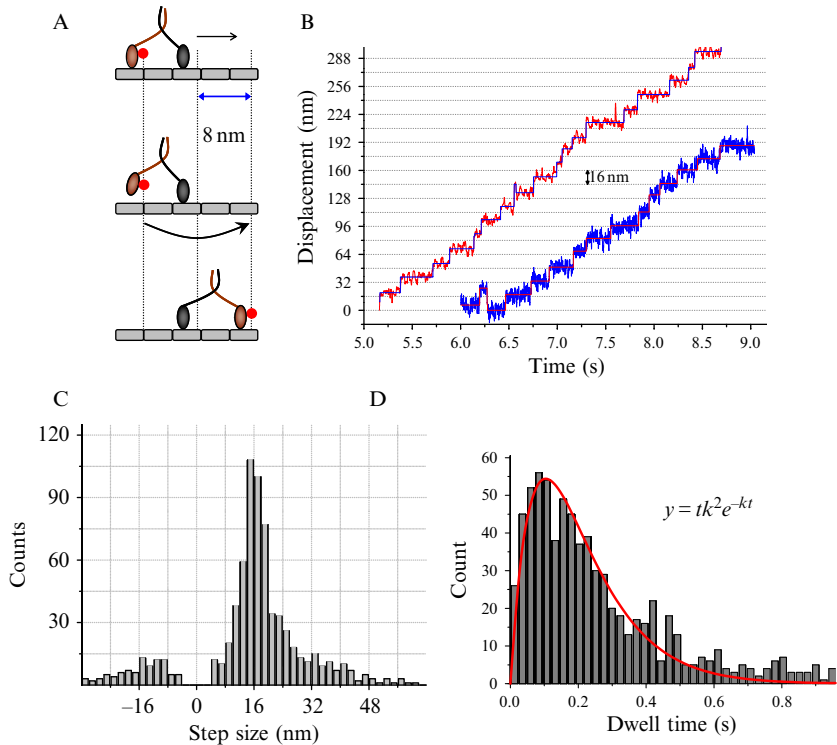 A
8 nm
B
Displacement (nm)
288
256
224
192
160
128
96
64
32
0
16 nm
5.0 5.5 6.0 6.5 7.0 7.5 8.0 8.5 9.0
Time (s)
C
Counts
120
90
60
30
–16 0 16 32 48
Step size (nm)
D
Count
60
50
40
30
20
10
0
y = tk²e⁻ᵏᵗ
0.0 0.2 0.4 0.6 0.8
Dwell time (s)